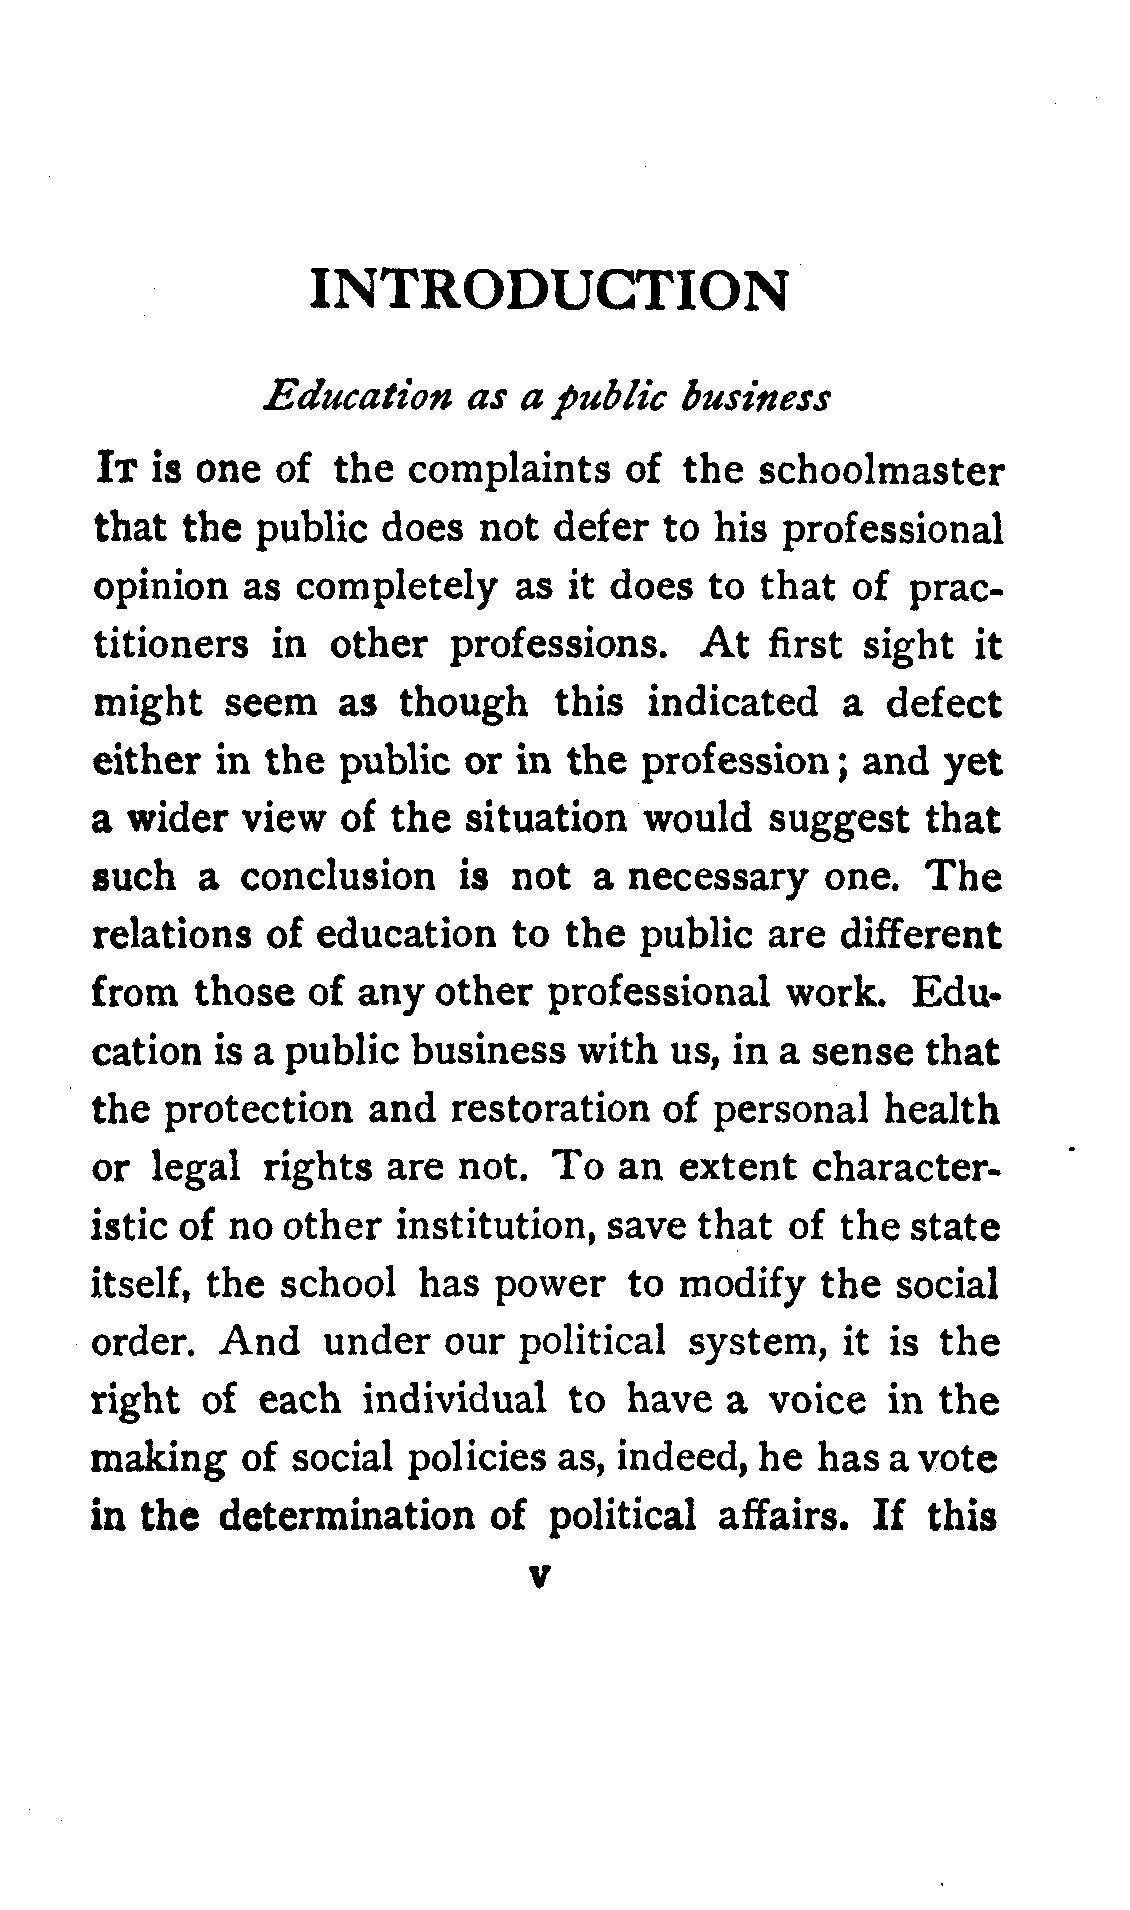 INTRODUCTION
Education as a public business
IT is one of the complaints of the schoolmaster
that the public does not defer to his professional
opinion as completely as it does to that of prac-
titioners in other professions. At first sight it
might seem as though this indicated a defect
either in the public or in the profession; and yet
a wider view of the situation would suggest that
such a conclusion is not a necessary one. The
relations of education to the public are different
from those of any other professional work. Edu-
cation is a public business with us, in a sense that
the protection and restoration of personal health
or legal rights are not. To an extent character-
istic of no other institution, save that of the state
itself, the school has power to modify the social
order. And under our political system, it is the
right of each individual to have a voice in the
making of social policies as, indeed, he has a vote
in the determination of political affairs. If this
v